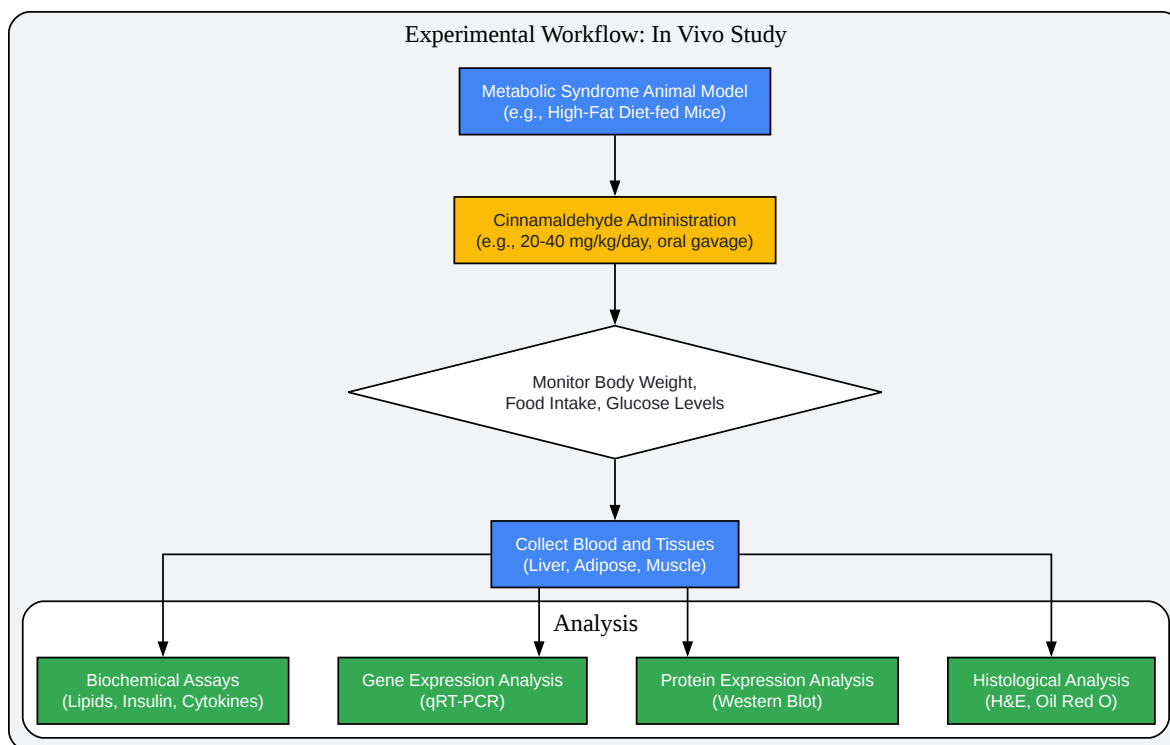 Experimental Workflow: In Vivo Study
Metabolic Syndrome Animal Model
(e.g., High-Fat Diet-fed Mice)
Cinnamaldehyde Administration
(e.g., 20-40 mg/kg/day, oral gavage)
Monitor Body Weight,
Food Intake, Glucose Levels
Collect Blood and Tissues
(Liver, Adipose, Muscle)
Analysis
Biochemical Assays
(Lipids, Insulin, Cytokines)
Gene Expression Analysis
(qRT-PCR)
Protein Expression Analysis
(Western Blot)
Histological Analysis
(H&E, Oil Red O)